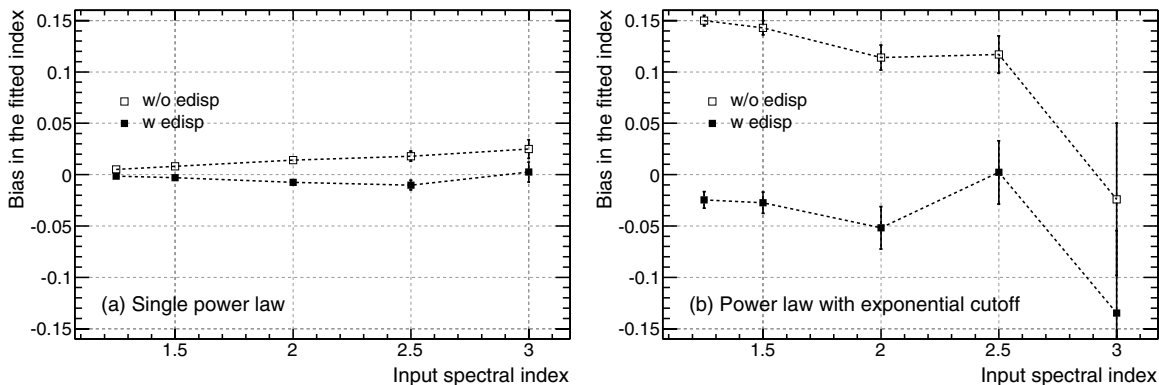 Bias in the fitted index
0.15
0.1
0.05
0
-0.05
-0.1
-0.15
w/o edisp
w edisp
(a) Single power law
1.5 2 2.5 3
Input spectral index
Bias in the fitted index
0.15
0.1
0.05
0
-0.05
-0.1
-0.15
w/o edisp
w edisp
(b) Power law with exponential cutoff
1.5 2 2.5 3
Input spectral index